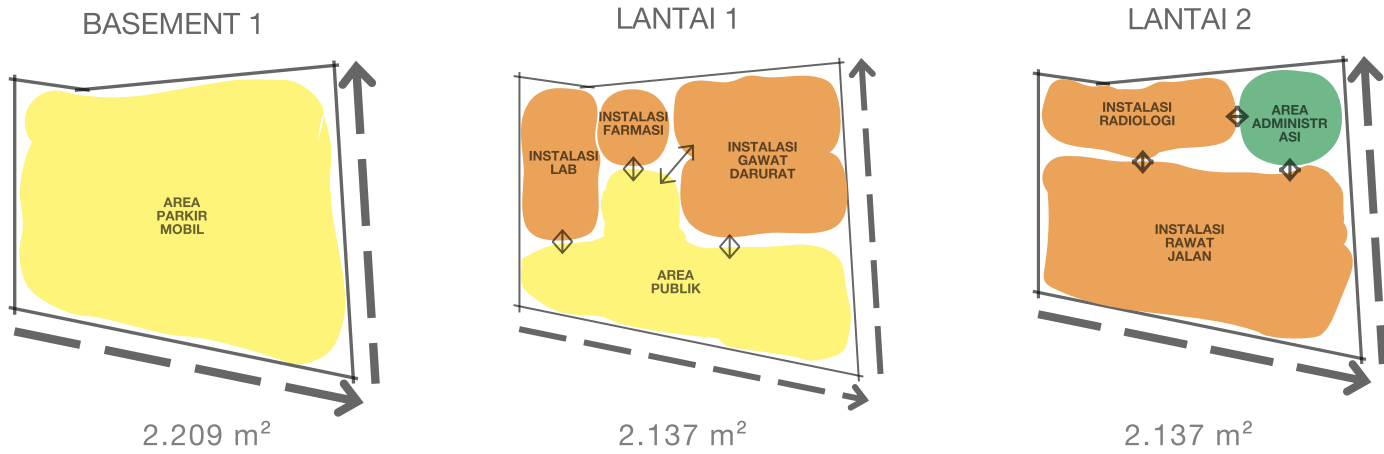 BASEMENT 1
AREA
PARKIR
MOBIL
2.209 m²
LANTAI 1
INSTALASI
LAB
INSTALASI
FARMASI
INSTALASI
GAWAT
DARURAT
AREA
PUBLIK
2.137 m²
LANTAI 2
INSTALASI
RADIOLOGI
AREA
ADMINISTR
ASI
INSTALASI
RAWAT
JALAN
2.137 m²